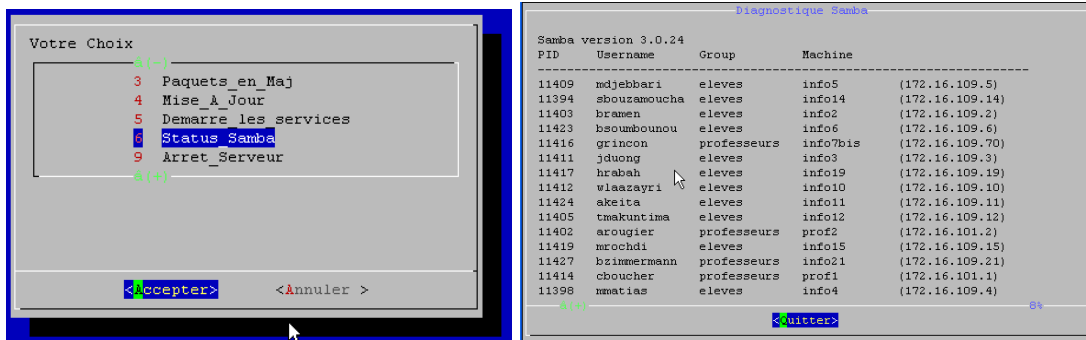 Votre Choix
3 Paquets_en_Maj
4 Mise_A_Jour
5 Demarre_les_services
6 Status_Samba
9 Arret_Serveur
<Accepter> <Annuler >
Diagnostique Samba
Samba version 3.0.24
PID Username Group Machine
11409 mdjebbari eleves info5 (172.16.109.5)
11394 sbouzamoucha eleves info14 (172.16.109.14)
11403 bramen eleves info2 (172.16.109.2)
11423 bsoumbounou eleves info6 (172.16.109.6)
11416 grincon professeurs info7bis (172.16.109.70)
11411 jduong eleves info3 (172.16.109.3)
11417 hrabah eleves info19 (172.16.109.19)
11412 wlaazayri eleves info10 (172.16.109.10)
11424 akeita eleves info11 (172.16.109.11)
11405 tmakuntima eleves info12 (172.16.109.12)
11402 arougier professeurs prof2 (172.16.101.2)
11419 mrochdi eleves info15 (172.16.109.15)
11427 bzimmermann professeurs info21 (172.16.109.21)
11414 cboucher professeurs prof1 (172.16.101.1)
11398 mmatias eleves info4 (172.16.109.4)
8%
<Quitter>